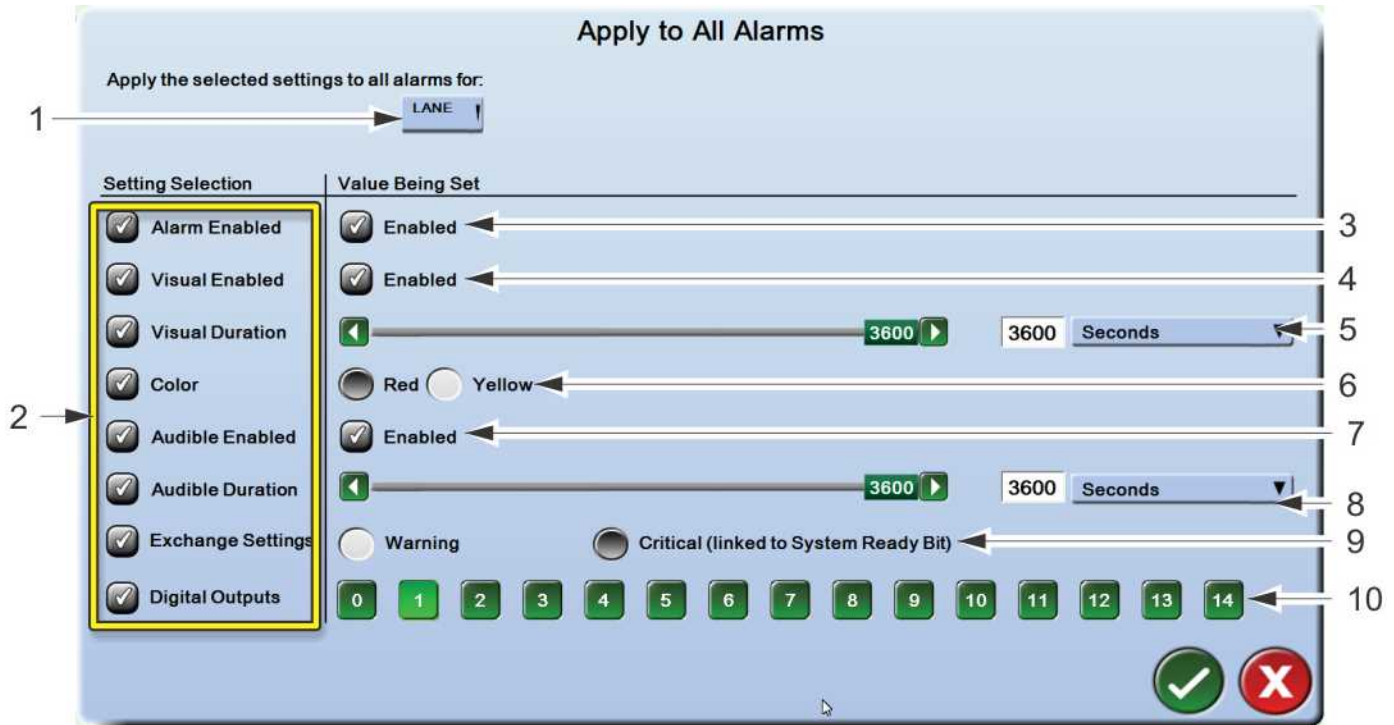 Apply to All Alarms
Apply the selected settings to all alarms for:
1 LANE
Setting Selection Value Being Set
Alarm Enabled Enabled 3
Visual Enabled Enabled 4
Visual Duration 3600 3600 Seconds 5
Color Red Yellow 6
2
Audible Enabled Enabled 7
Audible Duration 3600 3600 Seconds 8
Exchange Settings Warning Critical (linked to System Ready Bit) 9
Digital Outputs 0 1 2 3 4 5 6 7 8 9 10 11 12 13 14 10